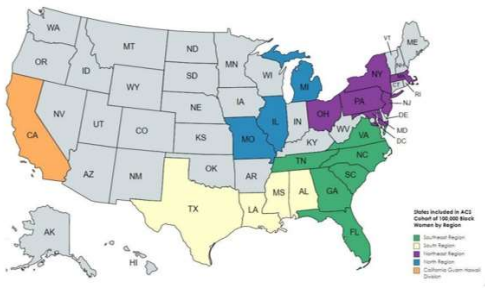 WA
MT
ND
MN
OR
ID
WY
SD
WI
MI
NY
VT
NH
ME
RI
NJ
DE
MD
DC
CA
NV
UT
CO
NE
IA
KS
MO
IL
IN
OH
PA
WV
VA
KY
AZ
NM
OK
AR
TN
NC
SC
TX
LA
MS
AL
GA
FL
AK
HI
States included in ACS
Cohort of 100,000 Black
Women by Region
Southeast Region
South Region
Northeast Region
North Region
California Guam Hawaii
Division